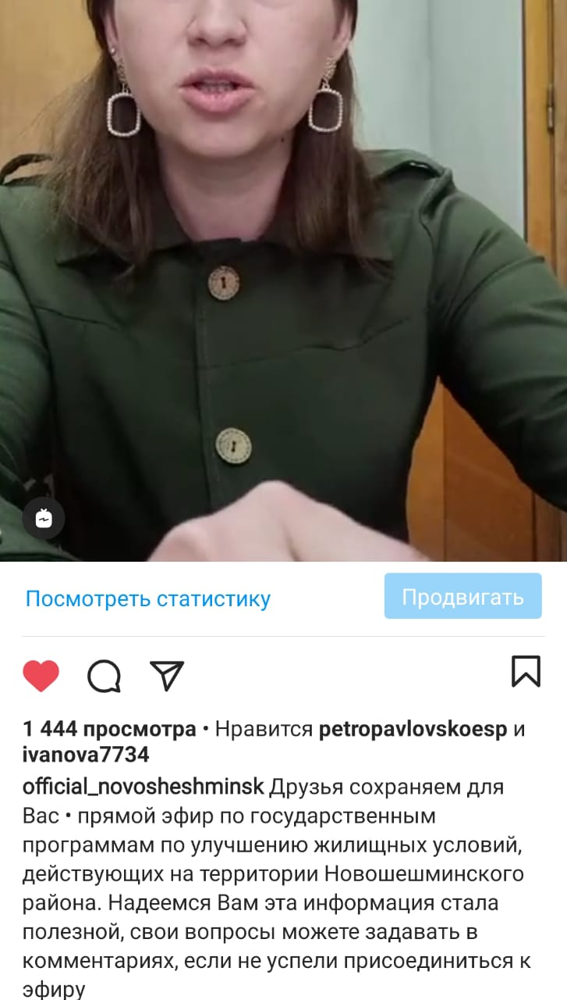 Посмотреть статистику
Продвигать
1 444 просмотра • Нравится petropavlovskoesp и
ivanova7734
official_novosheshminsk Друзья сохраняем для
Вас • прямой эфир по государственным
программам по улучшению жилищных условий,
действующих на территории Новошешминского
района. Надеемся Вам эта информация стала
полезной, свои вопросы можете задавать в
комментариях, если не успели присоединиться к
эфиру